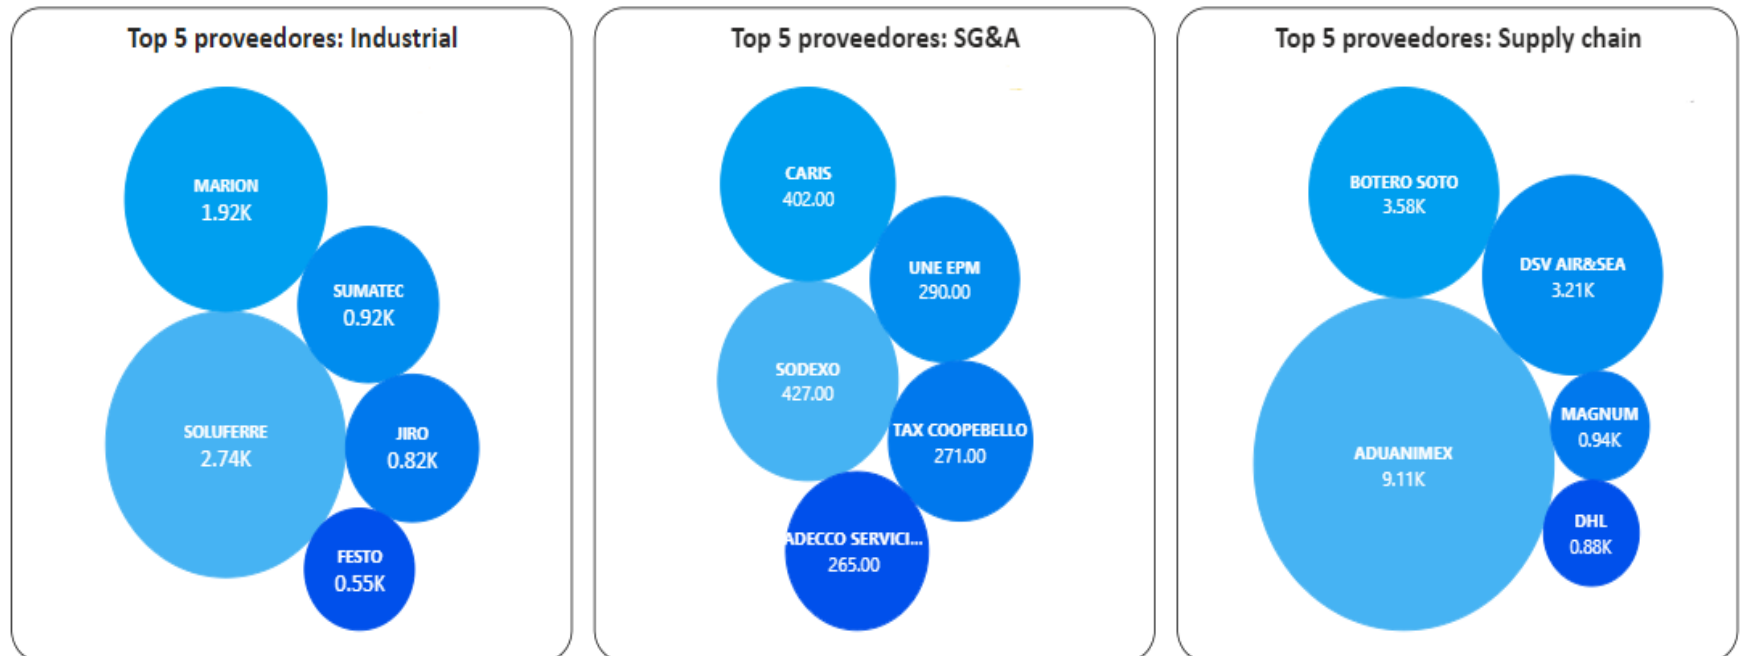 Top 5 proveedores: Industrial
MARION
1.92K
SUMATEC
0.92K
SOLUFERRE
2.74K
JIRO
0.82K
FESTO
0.55K
Top 5 proveedores: SG&A
CARIS
402.00
UNE EPM
290.00
SODEXO
427.00
TAX COOPEBELLO
271.00
ADECCO SERVICI...
265.00
Top 5 proveedores: Supply chain
BOTERO SOTO
3.58K
DSV AIR&SEA
3.21K
MAGNUM
0.94K
ADUANIMEX
9.11K
DHL
0.88K